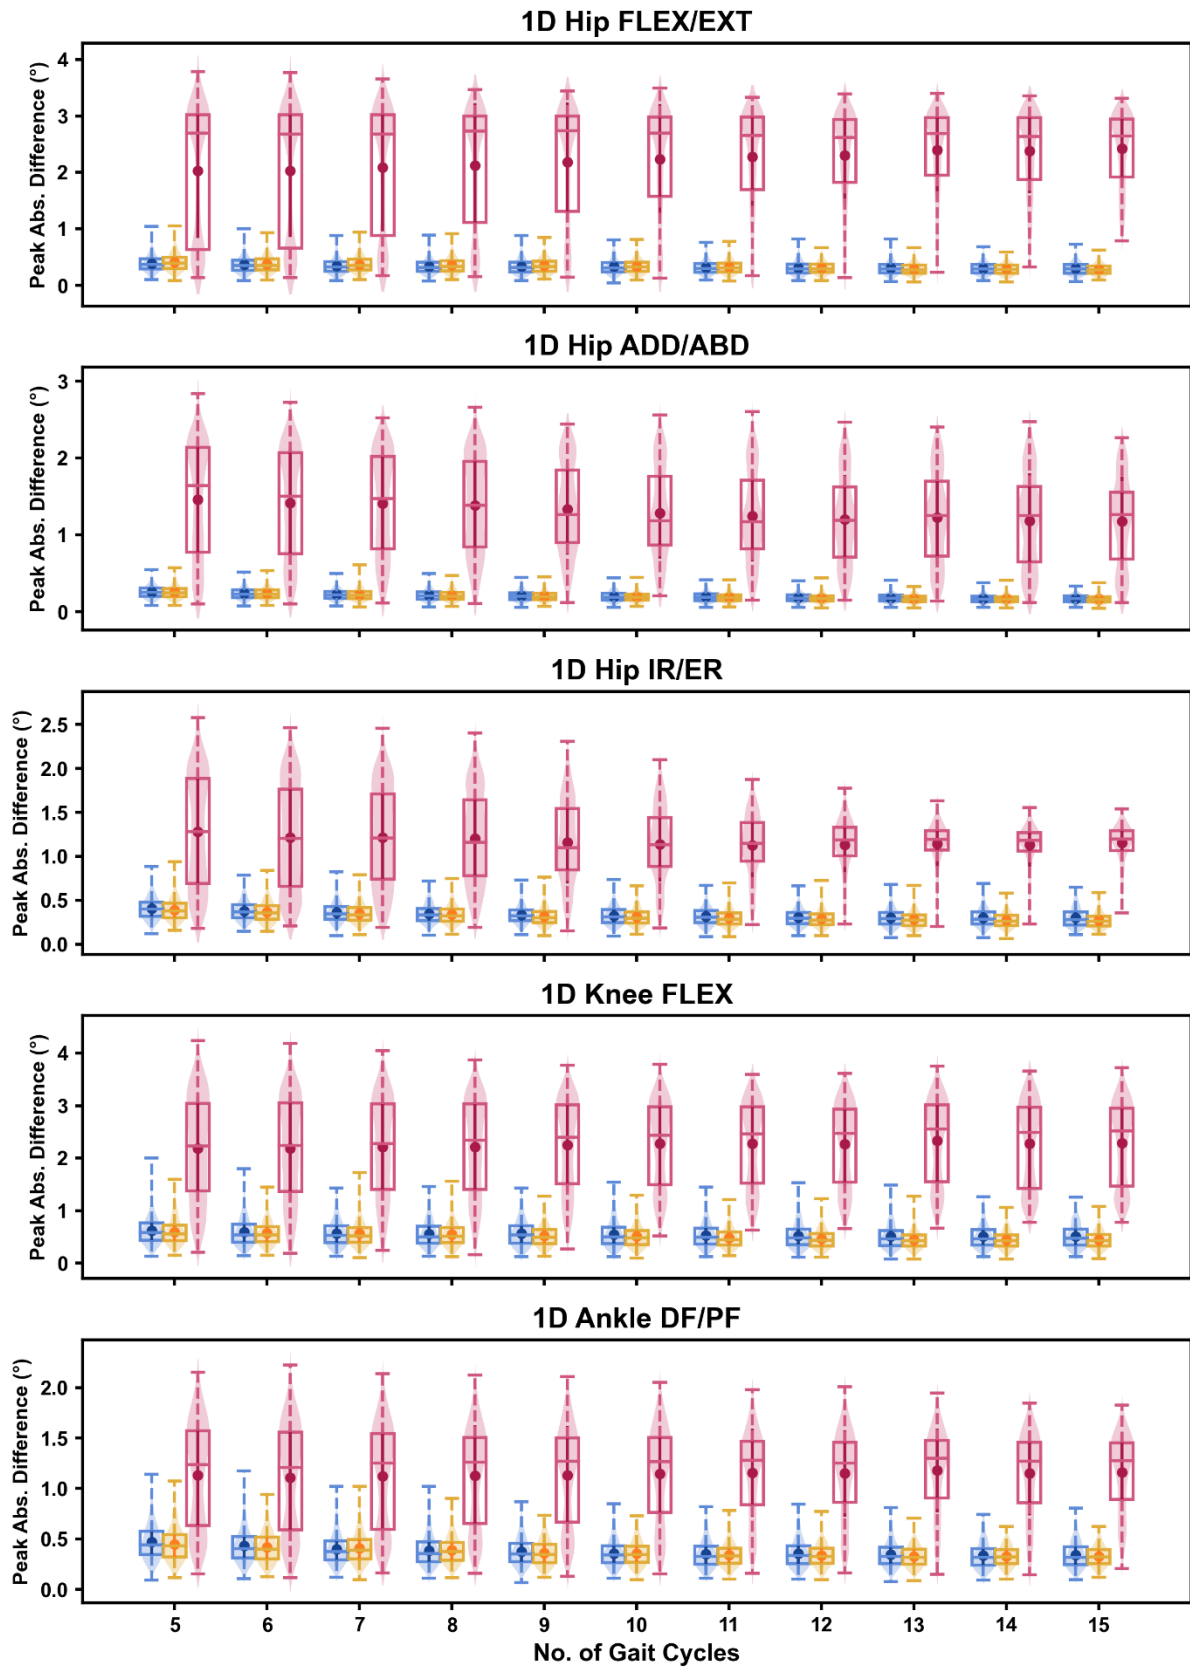 1D Hip FLEX/EXT
Peak Abs. Difference (°)
4
3
2
1
0
1D Hip ADD/ABD
Peak Abs. Difference (°)
3
2
1
0
1D Hip IR/ER
Peak Abs. Difference (°)
2.5
2.0
1.5
1.0
0.5
0.0
1D Knee FLEX
Peak Abs. Difference (°)
4
3
2
1
0
1D Ankle DF/PF
Peak Abs. Difference (°)
2.0
1.5
1.0
0.5
0.0
5 6 7 8 9 10 11 12 13 14 15
No. of Gait Cycles